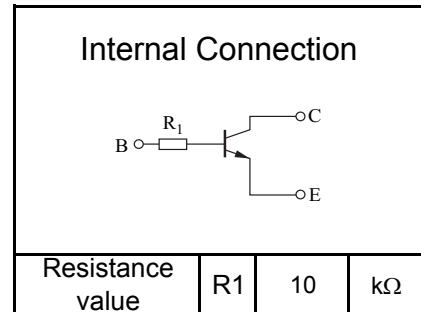 Internal Connection
C
R1
B
E
Resistance value R1 10 kΩ